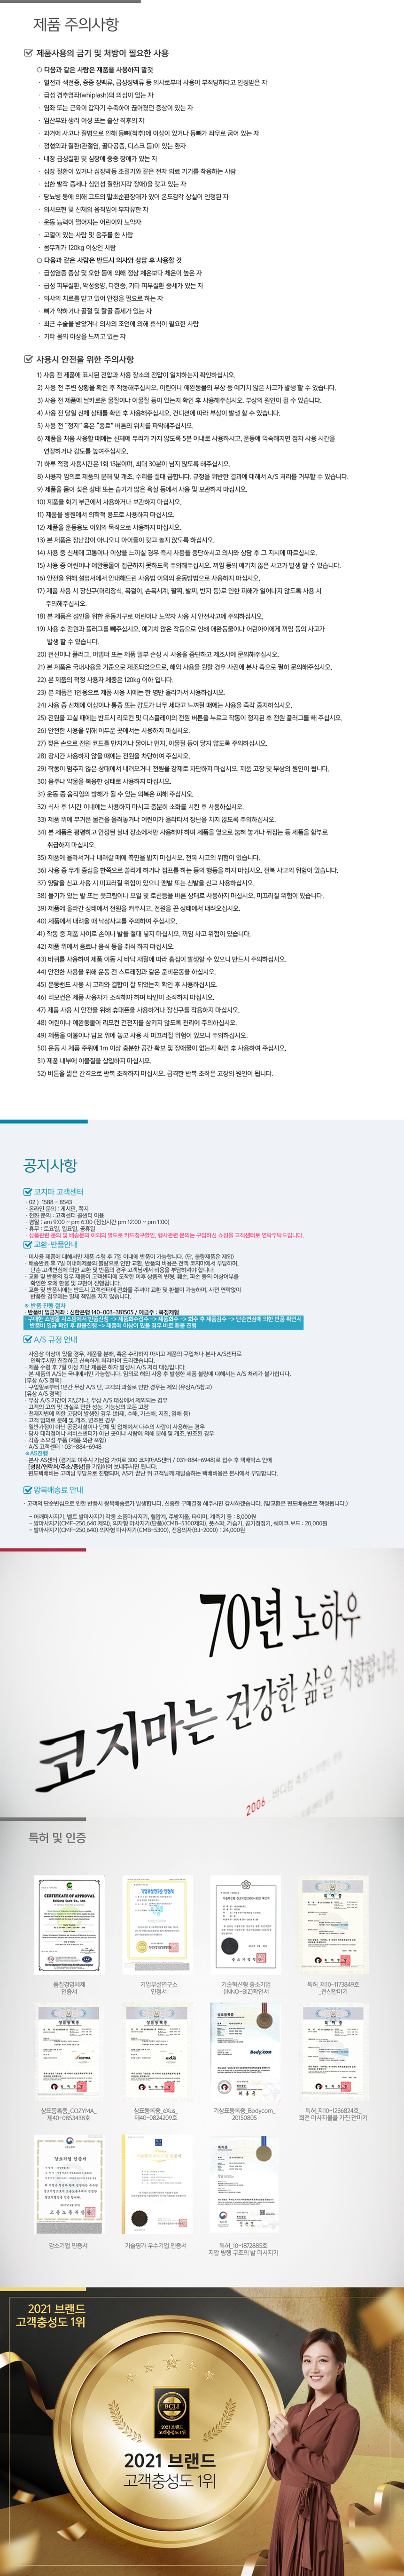 제품 주의사항
제품사용의 금기 및 처방이 필요한 사용
○ 다음과 같은 사람은 제품을 사용하지 말것
· 혈전과 색전증, 중증 정맥류, 급성정맥류 등 의사로부터 사용이 부적당하다고 인정받은 자
· 급성 경추염좌(whiplash)의 의심이 있는 자
· 염좌 또는 근육이 갑자기 수축하여 끊어졌던 증상이 있는 자
· 임산부와 생리 여성 또는 출산 직후의 자
· 과거에 사고나 질병으로 인해 등뼈(척추)에 이상이 있거나 등뼈가 좌우로 굽어 있는 자
· 정형외과 질환(관절염, 골다공증, 디스크 등)이 있는 환자
· 내장 급성질환 및 심장에 중증 장애가 있는 자
· 심장 질환이 있거나 심장박동 조절기와 같은 전자 의료 기기를 착용하는 사람
· 심한 발작 증세나 심인성 질환(지각 장애)을 갖고 있는 자
· 당뇨병 등에 의해 고도의 말초순환장애가 있어 온도감각 상실이 인정된 자
· 의사표현 및 신체의 움직임이 부자유한 자
· 운동 능력이 떨어지는 어린이와 노약자
· 고열이 있는 사람 및 음주를 한 사람
· 몸무게가 120kg 이상인 사람
○ 다음과 같은 사람은 반드시 의사와 상담 후 사용할 것
· 급성염증 증상 및 오한 등에 의해 정상 체온보다 체온이 높은 자
· 급성 피부질환, 악성종양, 다한증, 기타 피부질환 증세가 있는 자
· 의사의 치료를 받고 있어 안정을 필요로 하는 자
· 뼈가 약하거나 골절 및 탈골 증세가 있는 자
· 최근 수술을 받았거나 의사의 조언에 의해 휴식이 필요한 사람
· 기타 몸의 이상을 느끼고 있는 자
사용시 안전을 위한 주의사항
1) 사용 전 제품에 표시된 전압과 사용 장소의 전압이 일치하는지 확인하십시오.
2) 사용 전 주변 상황을 확인 후 작동해주십시오. 어린이나 애완동물의 부상 등 예기치 않은 사고가 발생 할 수 있습니다.
3) 사용 전 제품에 날카로운 물질이나 이물질 등이 있는지 확인 후 사용해주십시오. 부상의 원인이 될 수 있습니다.
4) 사용 전 당일 신체 상태를 확인 후 사용해주십시오. 컨디션에 따라 부상이 발생 할 수 있습니다.
5) 사용 전 "정지" 혹은 "종료" 버튼의 위치를 파악해주십시오.
6) 제품을 처음 사용할 때에는 신체에 무리가 가지 않도록 5분 이내로 사용하시고, 운동에 익숙해지면 점차 사용 시간을
연장하거나 강도를 높여주십시오.
7) 하루 적정 사용시간은 1회 15분이며, 최대 30분이 넘지 않도록 해주십시오.
8) 사용자 임의로 제품의 분해 및 개조, 수리를 절대 금합니다. 규정을 위반한 결과에 대해서 A/S 처리를 거부할 수 있습니다.
9) 제품을 몸이 젖은 상태 또는 습기가 많은 욕실 등에서 사용 및 보관하지 마십시오.
10) 제품을 화기 부근에서 사용하거나 보관하지 마십시오.
11) 제품을 병원에서 의학적 용도로 사용하지 마십시오.
12) 제품을 운동용도 이외의 목적으로 사용하지 마십시오.
13) 본 제품은 장난감이 아니오니 아이들이 갖고 놀지 않도록 하십시오.
14) 사용 중 신체에 고통이나 이상을 느끼실 경우 즉시 사용을 중단하시고 의사와 상담 후 그 지시에 따르십시오.
15) 사용 중 어린이나 애완동물이 접근하지 못하도록 주의해주십시오. 끼임 등의 예기치 않은 사고가 발생 할 수 있습니다.
16) 안전을 위해 설명서에서 안내해드린 사용법 이외의 운동방법으로 사용하지 마십시오.
17) 제품 사용 시 장신구(머리장식, 목걸이, 손목시계, 팔찌, 발찌, 반지 등)로 인한 피해가 일어나지 않도록 사용 시
주의해주십시오.
18) 본 제품은 성인을 위한 운동기구로 어린이나 노약자 사용 시 안전사고에 주의하십시오.
19) 사용 후 전원과 플러그를 빼주십시오. 예기치 않은 작동으로 인해 애완동물이나 어린아이에게 끼임 등의 사고가
발생 할 수 있습니다.
20) 전선이나 플러그, 어댑터 또는 제품 일부 손상 시 사용을 중단하고 제조사에 문의해주십시오.
21) 본 제품은 국내사용을 기준으로 제조되었으므로, 해외 사용을 원할 경우 사전에 본사 측으로 필히 문의해주십시오.
22) 본 제품의 적정 사용자 체중은 120kg 이하 입니다.
23) 본 제품은 1인용으로 제품 사용 시에는 한 명만 올라가서 사용하십시오.
24) 사용 중 신체에 이상이나 통증 또는 강도가 너무 세다고 느껴질 때에는 사용을 즉각 중지하십시오.
25) 전원을 끄실 때에는 반드시 리모컨 및 디스플레이의 전원 버튼을 누르고 작동이 정지된 후 전원 플러그를 빼 주십시오.
26) 안전한 사용을 위해 어두운 곳에서는 사용하지 마십시오.
27) 젖은 손으로 전원 코드를 만지거나 물이나 먼지, 이물질 등이 닿지 않도록 주의하십시오.
28) 장시간 사용하지 않을 때에는 전원을 차단하여 주십시오.
29) 작동이 멈추지 않은 상태에서 내려오거나 전원을 강제로 차단하지 마십시오. 제품 고장 및 부상의 원인이 됩니다.
30) 음주나 약물을 복용한 상태로 사용하지 마십시오.
31) 운동 중 움직임의 방해가 될 수 있는 의복은 피해 주십시오.
32) 식사 후 1시간 이내에는 사용하지 마시고 충분히 소화를 시킨 후 사용하십시오.
33) 제품 위에 무거운 물건을 올려놓거나 어린이가 올라타서 장난을 치지 않도록 주의하십시오.
34) 본 제품은 평평하고 안정된 실내 장소에서만 사용해야 하며 제품을 옆으로 눕혀 놓거나 뒤집는 등 제품을 함부로
취급하지 마십시오.
35) 제품에 올라서거나 내려갈 때에 측면을 밟지 마십시오. 전복 사고의 위험이 있습니다.
36) 사용 중 무게 중심을 한쪽으로 쏠리게 하거나 점프를 하는 등의 행동을 하지 마십시오. 전복 사고의 위험이 있습니다.
37) 양말을 신고 사용 시 미끄러질 위험이 있으니 맨발 또는 신발을 신고 사용하십시오.
38) 물기가 있는 발 또는 풋크림이나 오일 및 로션등을 바른 상태로 사용하지 마십시오. 미끄러질 위험이 있습니다.
39) 제품에 올라간 상태에서 전원을 켜주시고, 전원을 끈 상태에서 내려오십시오.
40) 제품에서 내려올 때 낙상사고를 주의하여 주십시오.
41) 작동 중 제품 사이로 손이나 발을 절대 넣지 마십시오. 끼임 사고 위험이 있습니다.
42) 제품 위에서 음료나 음식 등을 취식 하지 마십시오.
43) 바퀴를 사용하여 제품 이동 시 바닥 재질에 따라 흠집이 발생할 수 있으니 반드시 주의하십시오.
44) 안전한 사용을 위해 운동 전 스트레칭과 같은 준비운동을 하십시오.
45) 운동밴드 사용 시 고리와 결합이 잘 되었는지 확인 후 사용하십시오.
46) 리모컨은 제품 사용자가 조작해야 하며 타인이 조작하지 마십시오.
47) 제품 사용 시 안전을 위해 휴대폰을 사용하거나 장신구를 착용하지 마십시오.
48) 어린이나 애완동물이 리모컨 건전지를 삼키지 않도록 관리에 주의하십시오.
49) 제품을 이불이나 담요 위에 놓고 사용 시 미끄러질 위험이 있으니 주의하십시오.
50) 운동 시 제품 주위에 1m 이상 충분한 공간 확보 및 장애물이 없는지 확인 후 사용하여 주십시오.
51) 제품 내부에 이물질을 삽입하지 마십시오.
52) 버튼을 짧은 간격으로 반복 조작하지 마십시오. 급격한 반복 조작은 고장의 원인이 됩니다.
공지사항
코지마 고객센터
· 02 ) 1588 - 8543
· 온라인 문의 : 게시판, 쪽지
· 전화 문의 : 고객센터 콜센터 이용
· 평일 : am 9:00 ~ pm 6:00 (점심시간 pm 12:00 ~ pm 1:00)
· 휴무 : 토요일, 일요일, 공휴일
· 상품관련 문의 및 배송문의 이외의 별도로 카드청구할인, 행사관련 문의는 구입하신 쇼핑몰 고객센터로 연락부탁드립니다.
교환·반품안내
· 미사용 제품에 대해서만 제품 수령 후 7일 이내에 반품이 가능합니다. (단, 불량제품은 제외)
· 배송완료 후 7일 이내에제품의 불량으로 인한 교환, 반품의 비용은 전액 코지마에서 부담하며,
단순 고객변심에 의한 교환 및 반품의 경우 고객님께서 비용을 부담하셔야 합니다.
· 교환 및 반품의 경우 제품이 고객센터에 도착한 이후 상품의 변형, 훼손, 파손 등의 이상여부를
확인한 후에 환불 및 교환이 진행됩니다.
· 교환 및 반품시에는 반드시 고객센터에 전화를 주셔야 교환 및 환불이 가능하며, 사전 연락없이
반품한 경우에는 일체 책임을 지지 않습니다.
※ 반품 진행 절차
· 반품비 입금계좌 : 신한은행 140-003-381505 / 예금주 : 복정제형
· 구매한 쇼핑몰 시스템에서 반품신청 -> 제품회수접수 -> 제품회수 -> 회수 후 제품검수 -> 단순변심에 의한 반품 확인시
반품비 입금 확인 후 환불진행 -> 제품에 이상이 있을 경우 바로 환불 진행
A/S 규정 안내
· 사용상 이상이 있을 경우, 제품을 분해, 혹은 수리하지 마시고 제품의 구입처나 본사 A/S센터로
연락주시면 친절하고 신속하게 처리하여 드리겠습니다.
· 제품 수령 후 7일 이상 지난 제품은 하자 발생시 A/S 처리 대상입니다.
· 본 제품의 A/S는 국내에서만 가능합니다. 임의로 해외 사용 후 발생한 제품 불량에 대해서는 A/S 처리가 불가합니다.
[무상 A/S 정책]
· 구입일로부터 1년간 무상 A/S 단, 고객의 과실로 인한 경우는 제외 (유상A/S참고)
[유상 A/S 정책]
· 무상 A/S 기간이 지났거나, 무상 A/S 대상에서 제외되는 경우
· 고객의 고의 및 과실로 인한 성능, 기능상의 모든 고장
· 천재지변에 의한 고장이 발생한 경우 (화재, 수해, 가스해, 지진, 염해 등)
· 고객 임의로 분해 및 개조, 변조된 경우
· 일반가정이 아닌 공공시설이나 단체 및 업체에서 다수의 사람이 사용하는 경우
· 당사 대리점이나 서비스센터가 아닌 곳이나 사람에 의해 분해 및 개조, 변조된 경우
· 각종 소모성 부품 (제품 외관 포함)
· A/S 고객센터 : 031-884-6948
※AS진행
· 본사 AS센터 (경기도 여주시 가남읍 가여로 300 코지마AS센터 / 031-884-6948)로 접수 후 택배박스 안에
[성함/연락처/주소/증상]을 기입하여 보내주시면 됩니다.
· 편도택배비는 고객님 부담으로 진행되며, AS가 끝난 뒤 고객님께 재발송하는 택배비용은 본사에서 부담합니다.
왕복배송료 안내
· 고객의 단순변심으로 인한 반품시 왕복배송료가 발생합니다. 신중한 구매결정 해주시면 감사하겠습니다. (맞교환은 편도배송료로 책정됩니다.)
- 어깨마사지기, 벨트 발마사지기 각종 소품마사지기, 혈압계, 주방저울, 타이머, 계측기 등 : 8,000원
- 발마사지기(CMF-250,640 제외), 의자형 마사지기(단품)(CMB-5300제외), 풋스파, 가습기, 공기청정기, 쉐이크 보드 : 20,000원
- 발마사지기(CMF-250,640) 의자형 마사지기(CMB-5300), 전용의자(BJ-2000) : 24,000원
70년 노하우
코지마는 건강한 삶을 지향합니다
2006
특허 및 인증
CERTIFICATE OF APPROVAL
품질경영체제
인증서
기업부설연구소
인정서
기술혁신형 중소기업
(INNO-BIZ)확인서
특허_제10-1173849호
_전신안마기
상표등록증_COZYMA_
제40-0853438호
상표등록증_eXus_
제40-0824209호
기상표등록증_Bodycom_
20150805
특허_제10-1236824호_
회전 마사지볼을 가진 안마기
강소기업 인증서
강소기업 인증서
기술평가 우수기업 인증서
특허_10-1872885호
지압 병행 구조의 발 마사지기
2021 브랜드
고객충성도 1위
BCLI
2021 브랜드
고객충성도 1위
2021 브랜드
고객충성도 1위